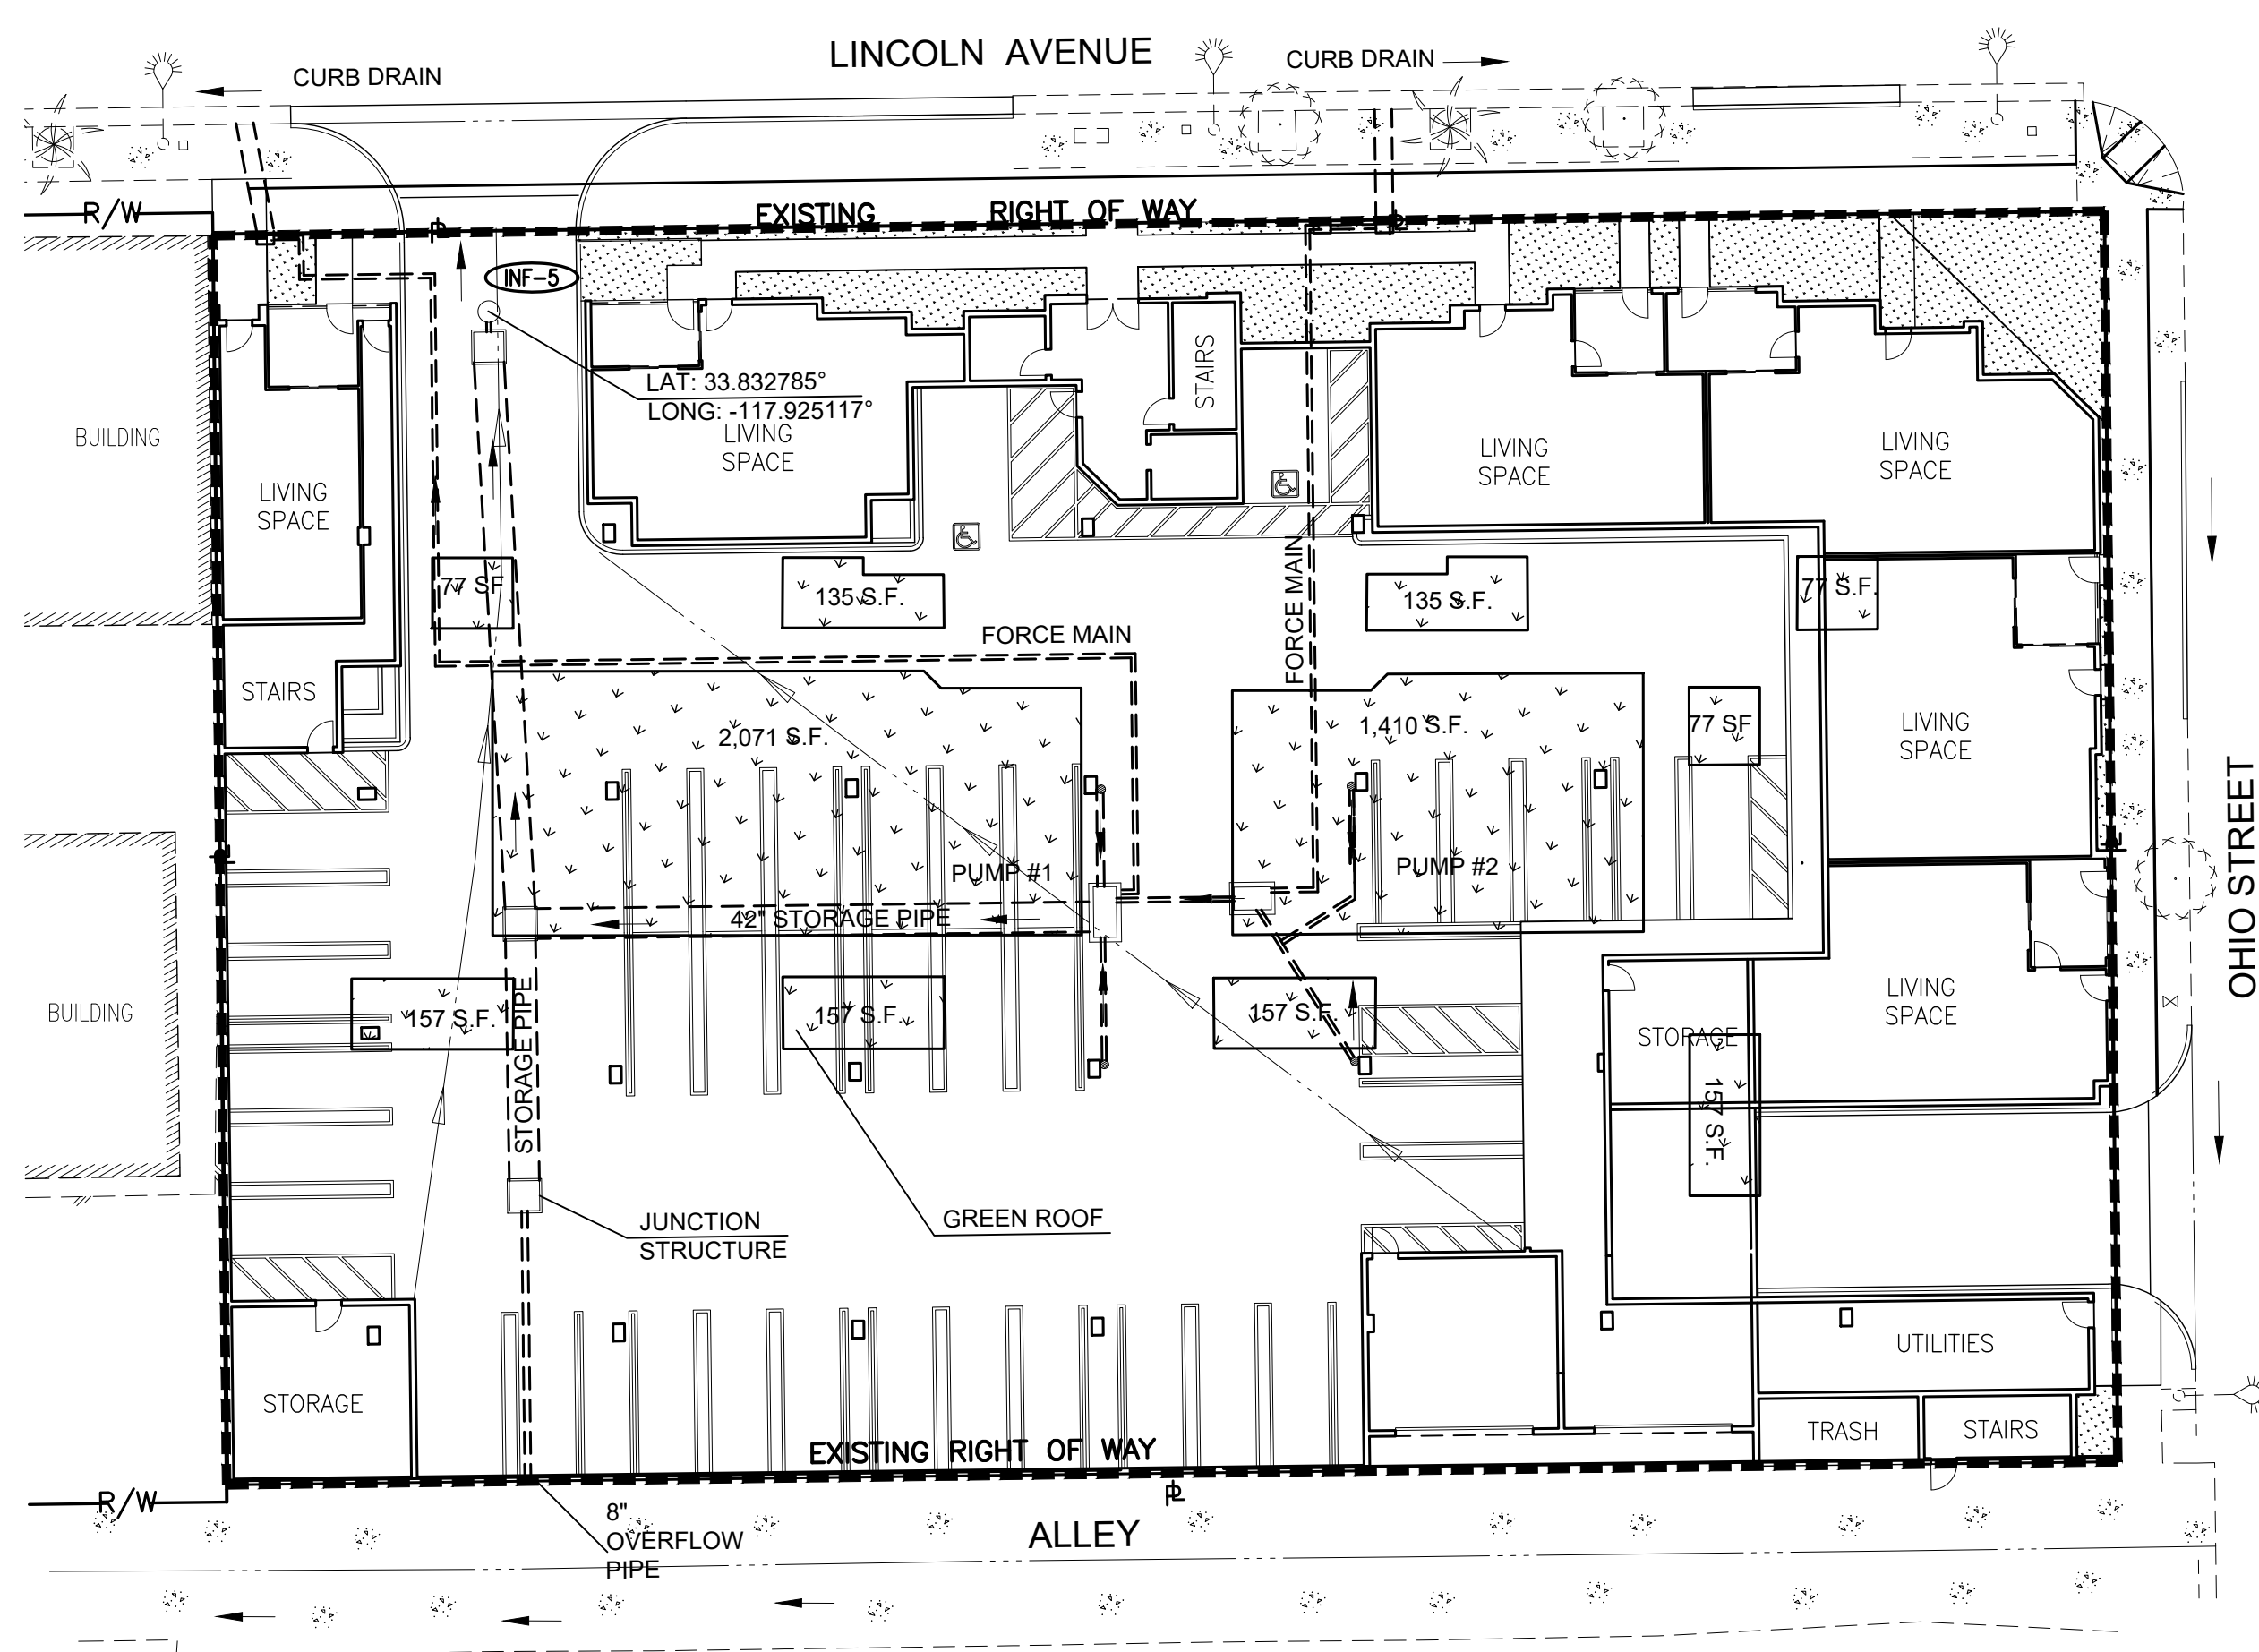 LINCOLN AVENUE
CURB DRAIN
CURB DRAIN
R/W
EXISTING RIGHT OF WAY
INF-5
LAT: 33.832785°
LONG: -117.925117°
STAIRS
BUILDING
LIVING
SPACE
LIVING
SPACE
LIVING
SPACE
LIVING
SPACE
77 SF
135 S.F.
135 S.F.
77 S.F.
FORCE MAIN
FORCE MAIN
STAIRS
2,071 S.F.
1,410 S.F.
77 SF
LIVING
SPACE
OHIO STREET
PUMP #1
PUMP #2
42" STORAGE PIPE
BUILDING
157 S.F.
STORAGE PIPE
157 S.F.
157 S.F.
STORAGE
157 S.F.
LIVING
SPACE
JUNCTION
STRUCTURE
GREEN ROOF
STORAGE
UTILITIES
TRASH
STAIRS
EXISTING RIGHT OF WAY
R/W
PL
8"
OVERFLOW
PIPE
ALLEY